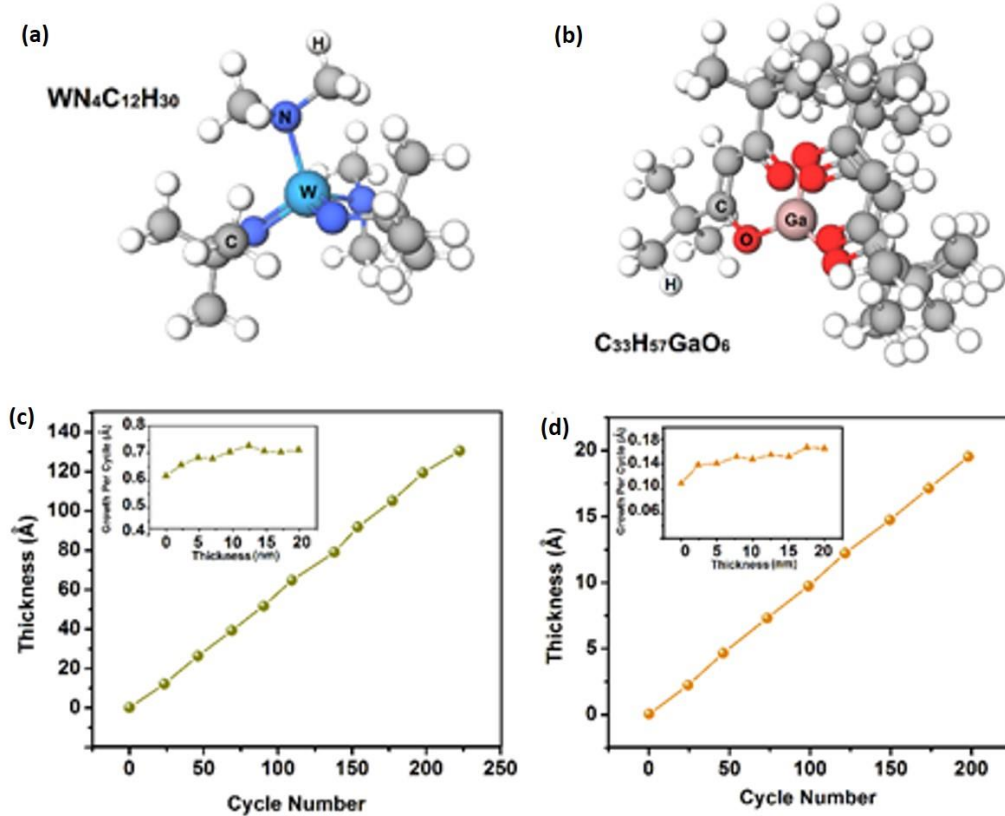 (a)
WN₄C₁₂H₃₀
H
N
W
C
(b)
C
O
Ga
H
C₃₃H₅₇GaO₆
(c)
Thickness (Å)
140
120
100
80
60
40
20
0
0 50 100 150 200 250
Cycle Number
Growth Per Cycle (Å)
0.8
0.7
0.6
0.5
0.4
0 5 10 15 20
Thickness (nm)
(d)
Thickness (Å)
20
15
10
5
0
0 50 100 150 200
Cycle Number
Growth Per Cycle (Å)
0.18
0.14
0.10
0.06
0 5 10 15 20
Thickness (nm)